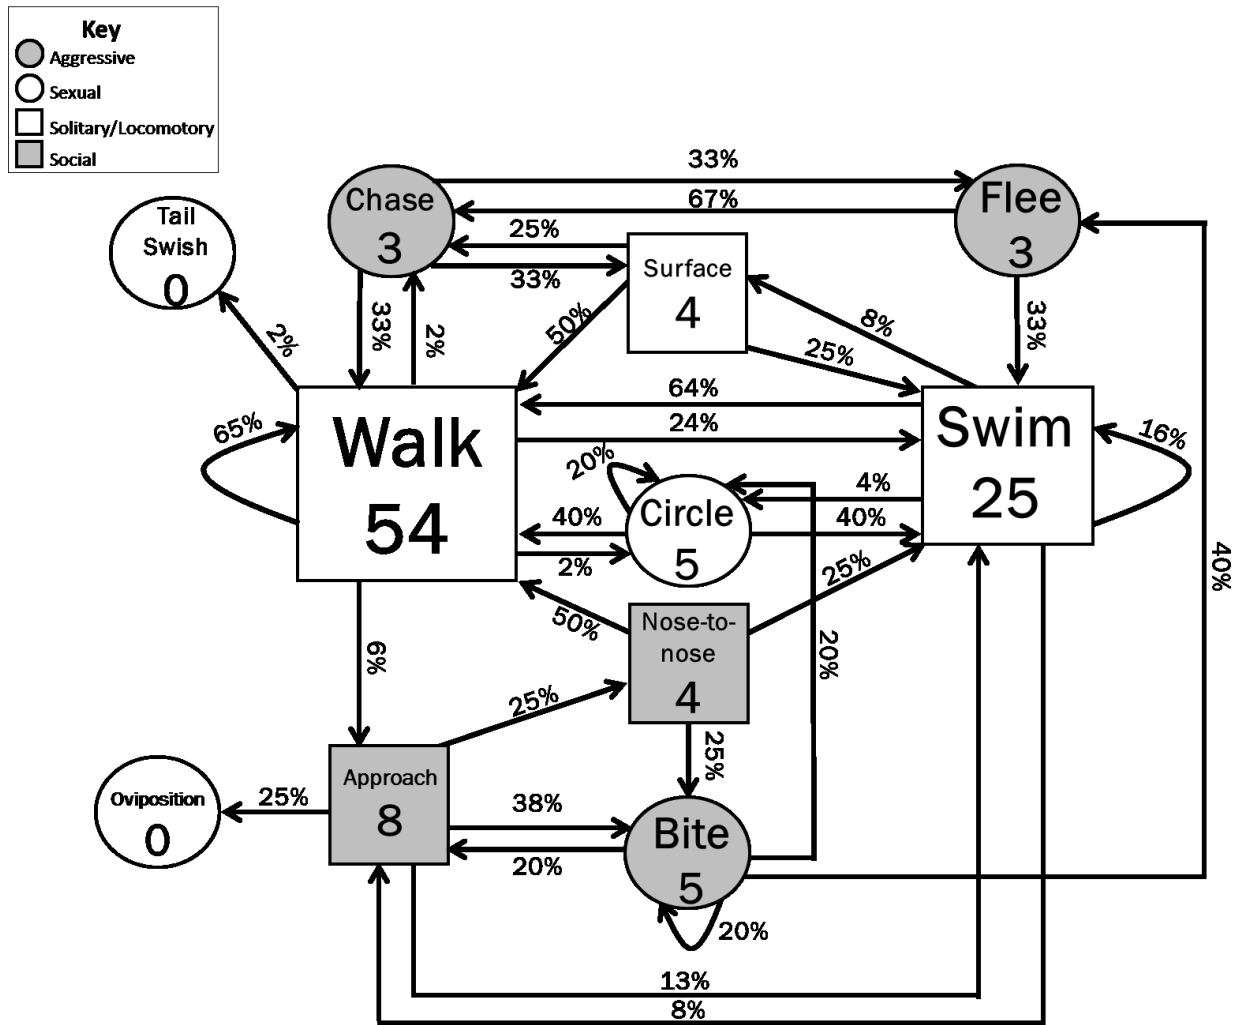 Key
Aggressive
Sexual
Solitary/Locomotory
Social
33%
Chase
3
Flee
3
67%
Tail
Swish
0
25%
33%
Surface
4
33%
2%
50%
8%
25%
33%
2%
64%
24%
Walk
54
65%
Swim
25
16%
20%
Circle
5
4%
40%
40%
2%
25%
50%
Nose-to-
nose
4
20%
40%
6%
25%
25%
Approach
8
Oviposition
0
25%
38%
20%
Bite
5
20%
13%
8%